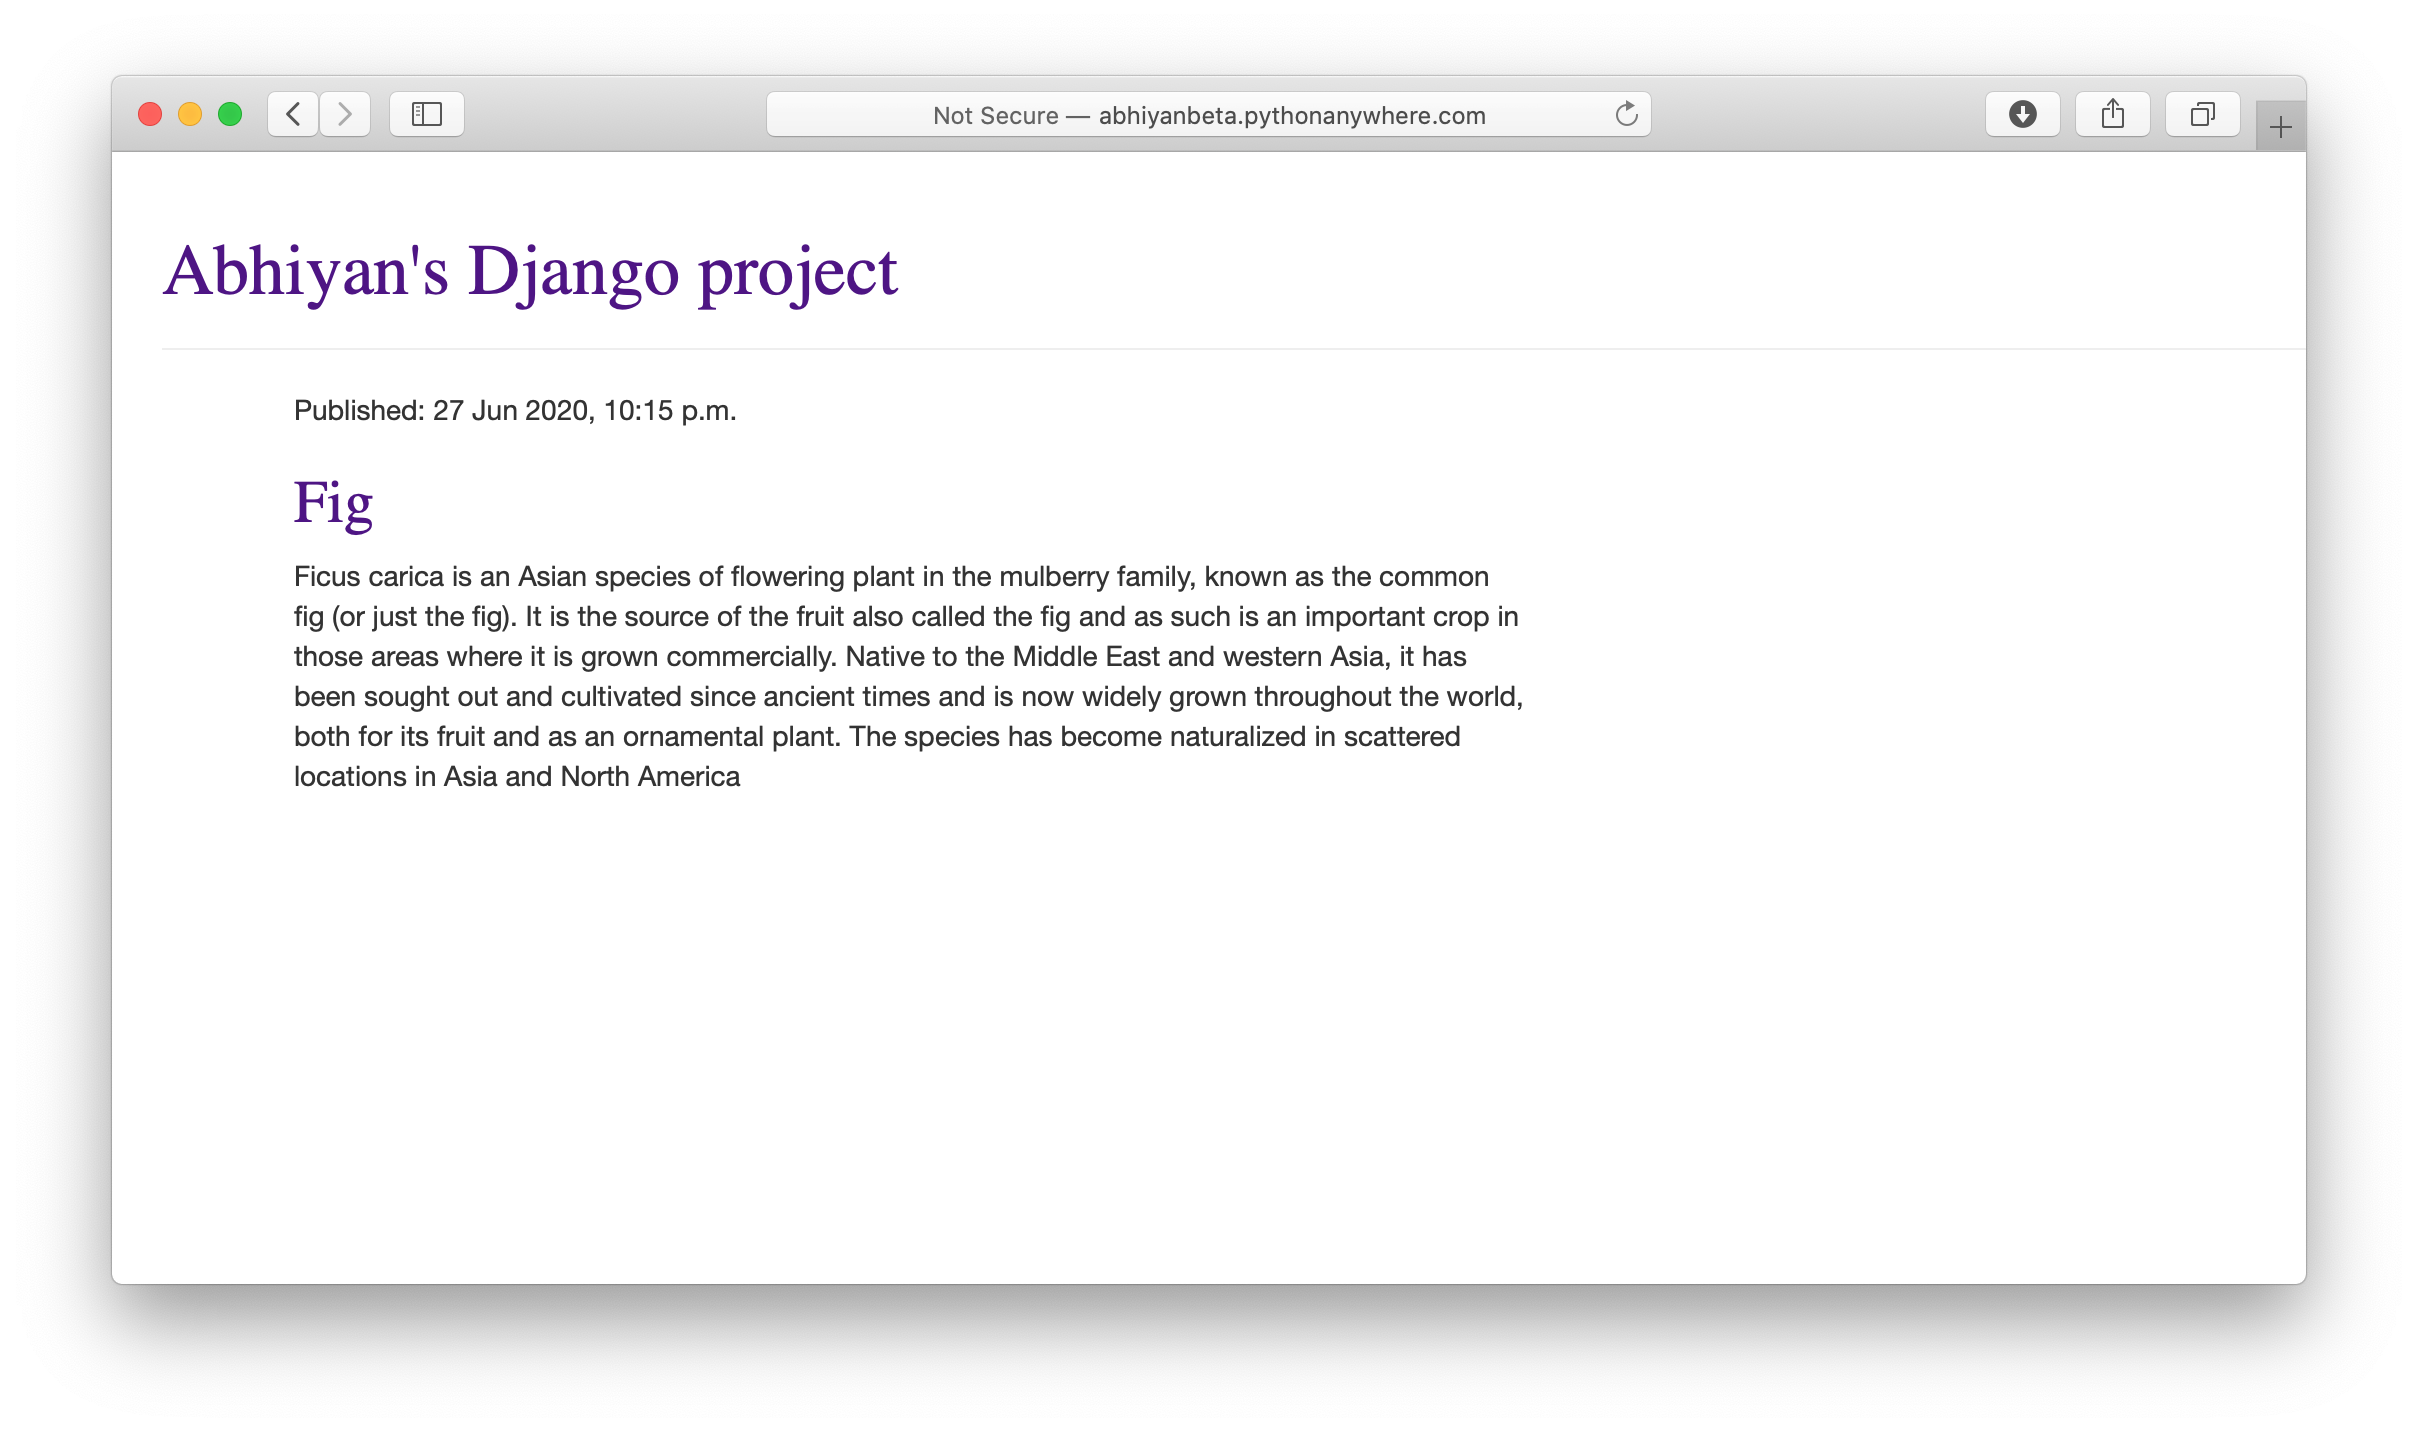 Not Secure — abhiyanbeta.pythonanywhere.com
Abhiyan's Django project
Published: 27 Jun 2020, 10:15 p.m.
Fig
Ficus carica is an Asian species of flowering plant in the mulberry family, known as the common
fig (or just the fig). It is the source of the fruit also called the fig and as such is an important crop in
those areas where it is grown commercially. Native to the Middle East and western Asia, it has
been sought out and cultivated since ancient times and is now widely grown throughout the world,
both for its fruit and as an ornamental plant. The species has become naturalized in scattered
locations in Asia and North America